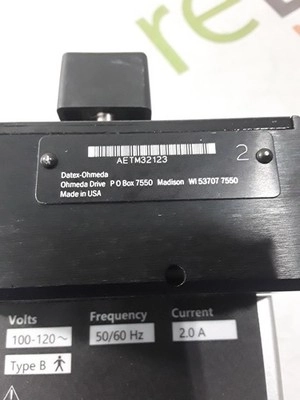 re
AETM32123
2
Datex-Ohmeda
Ohmeda Drive P O Box 7550 Madison WI 53707 7550
Made in USA
Volts Frequency Current
100-120 ~ 50/60 Hz 2.0 A
Type B